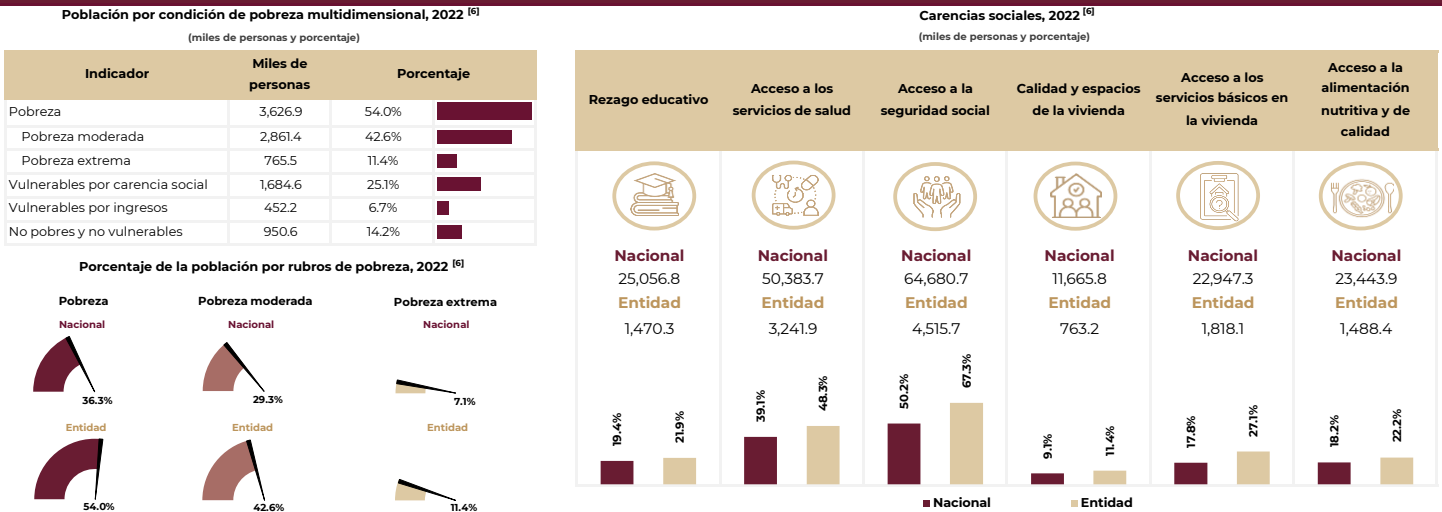 Población por condición de pobreza multidimensional, 2022 [6]
(miles de personas y porcentaje)
Indicador
Miles de
personas
Porcentaje
Pobreza 3,626.9 54.0%
Pobreza moderada 2,861.4 42.6%
Pobreza extrema 765.5 11.4%
Vulnerables por carencia social 1,684.6 25.1%
Vulnerables por ingresos 452.2 6.7%
No pobres y no vulnerables 950.6 14.2%
Porcentaje de la población por rubros de pobreza, 2022 [6]
Pobreza Pobreza moderada Pobreza extrema
Nacional Nacional Nacional
36.3% 29.3% 7.1%
Entidad Entidad Entidad
54.0% 42.6% 11.4%
Carencias sociales, 2022 [6]
(miles de personas y porcentaje)
Rezago educativo
Acceso a los
servicios de salud
Acceso a la
seguridad social
Calidad y espacios
de la vivienda
Acceso a los
servicios básicos en
la vivienda
Acceso a la
alimentación
nutritiva y de
calidad
Nacional Nacional Nacional Nacional Nacional Nacional
25,056.8 50,383.7 64,680.7 11,665.8 22,947.3 23,443.9
Entidad Entidad Entidad Entidad Entidad Entidad
1,470.3 3,241.9 4,515.7 763.2 1,818.1 1,488.4
19.4% 21.9% 39.1% 48.3% 50.2% 67.3% 9.1% 11.4% 17.8% 27.1% 18.2% 22.2%
Nacional Entidad